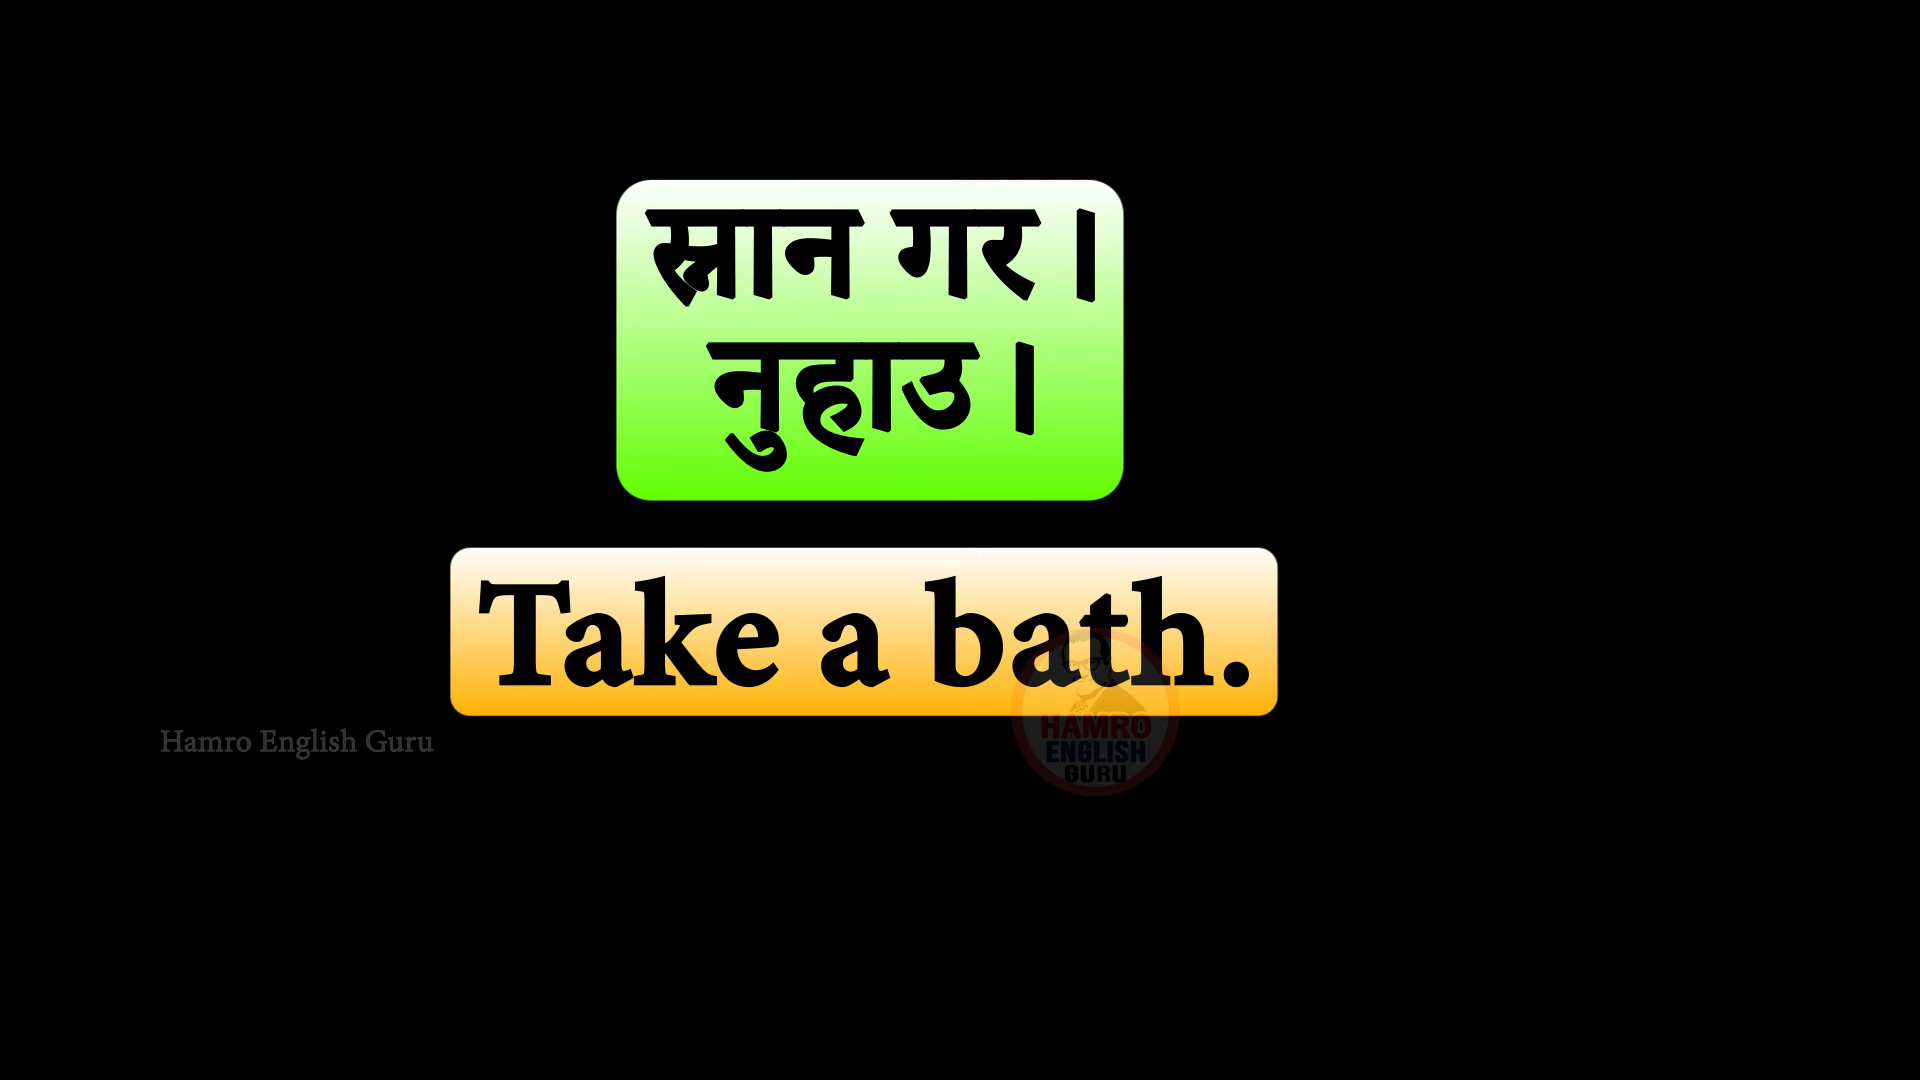 स्नान गर ।
नुहाउ ।
Take a bath.
Hamro English Guru
HAMRO
ENGLISH
GURU